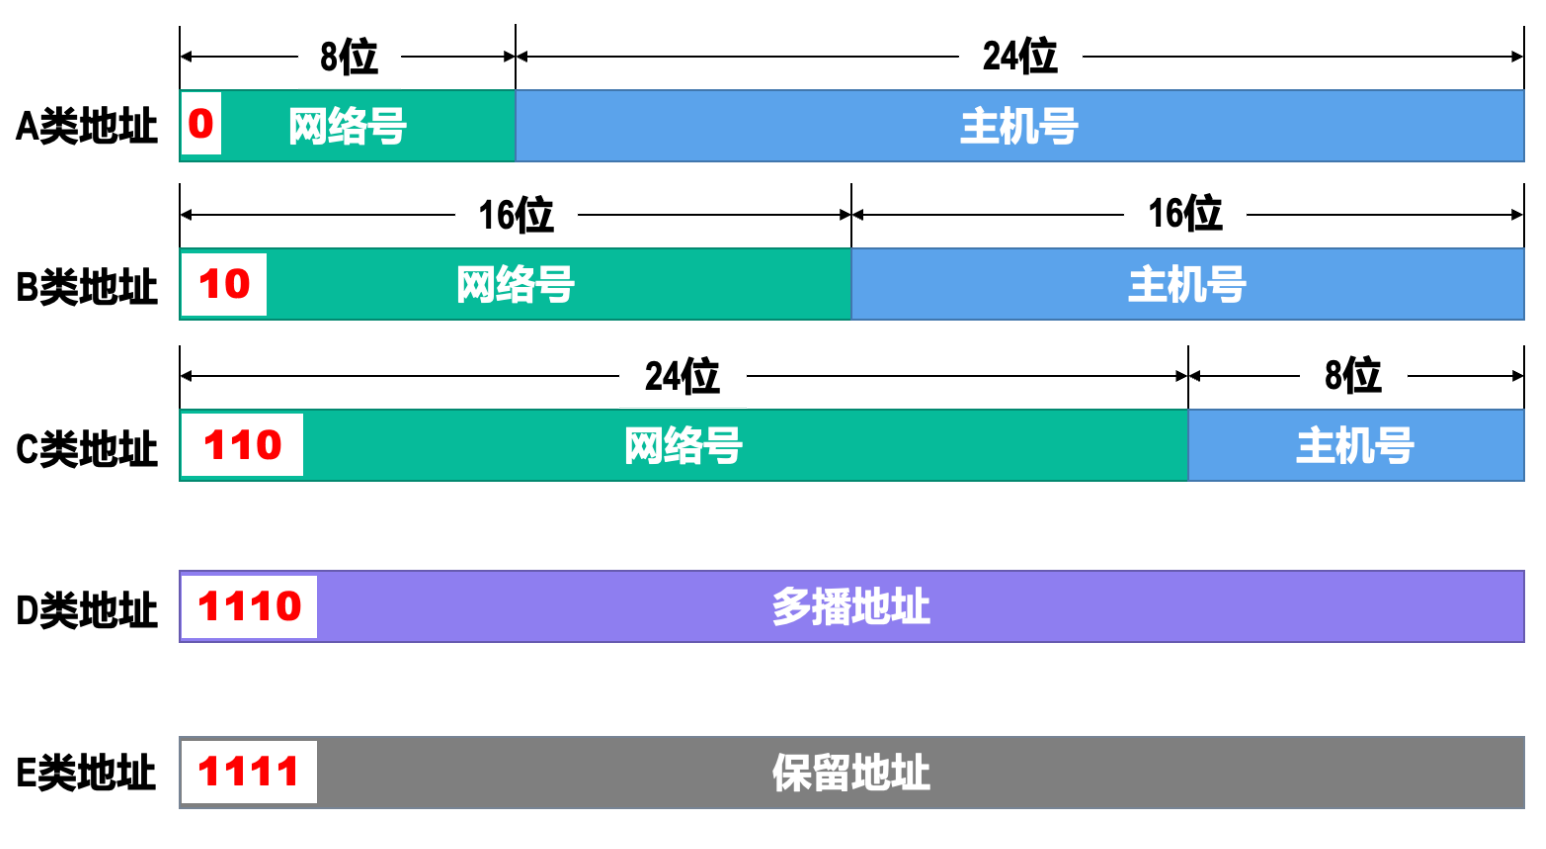 8位 24位
A类地址 0 网络号 主机号
16位 16位
B类地址 10 网络号 主机号
24位 8位
C类地址 110 网络号 主机号
D类地址 1110 多播地址
E类地址 1111 保留地址